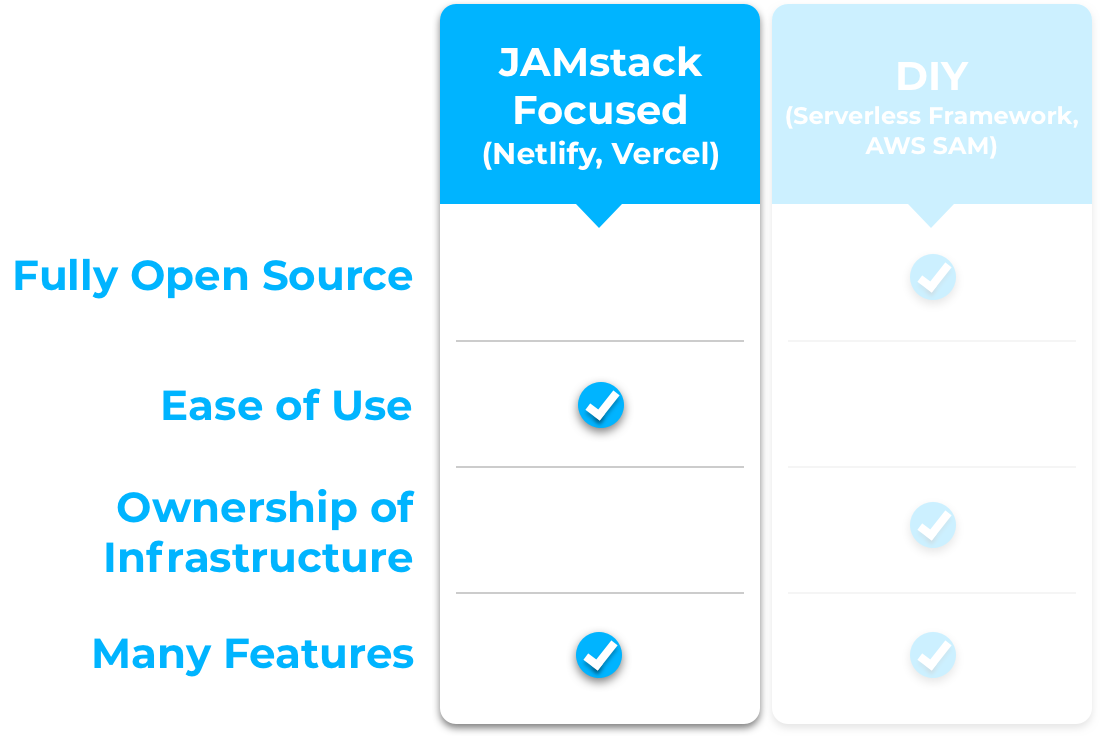 JAMstack
Focused
(Netlify, Vercel)
DIY
(Serverless Framework,
AWS SAM)
Fully Open Source
Ease of Use
Ownership of
Infrastructure
Many Features